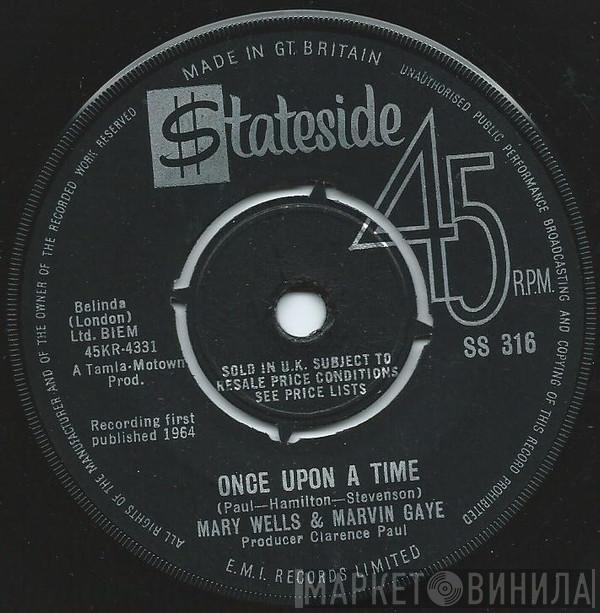 MADE IN GT. BRITAIN
UNAUTHORISED PUBLIC PERFORMANCE BROADCASTING AND COPYING OF THIS RECORD PROHIBITED
ALL RIGHTS OF THE MANUFACTURER AND OF THE OWNER OF THE RECORDED WORK RESERVED
$tateside
45
R.P.M.
Belinda
(London)
Ltd. BIEM
45KR-4331
A Tamla-Motown
Prod.
SS 316
SOLD IN U.K. SUBJECT TO
RESALE PRICE CONDITIONS
SEE PRICE LISTS
Recording first
published 1964
ONCE UPON A TIME
(Paul—Hamilton—Stevenson)
MARY WELLS & MARVIN GAYE
Producer Clarence Paul
E.M.I. RECORDS LIMITED
МАРКЕТ ВИНИЛА